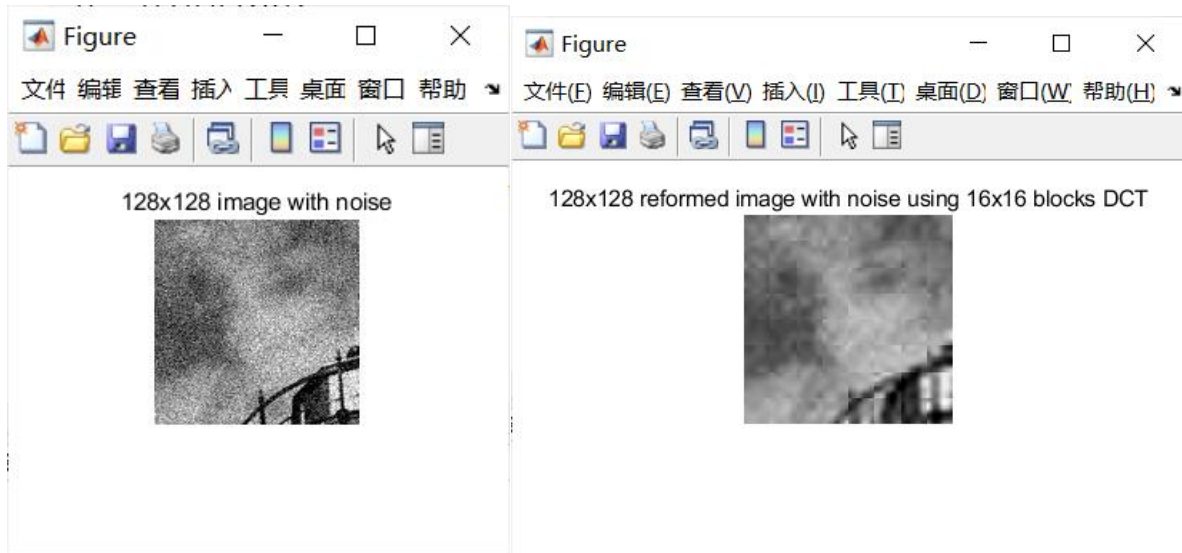 Figure
文件 编辑 查看 插入 工具 桌面 窗口 帮助
128x128 image with noise
Figure
文件(F) 编辑(E) 查看(V) 插入(I) 工具(T) 桌面(D) 窗口(W) 帮助(H)
128x128 reformed image with noise using 16x16 blocks DCT